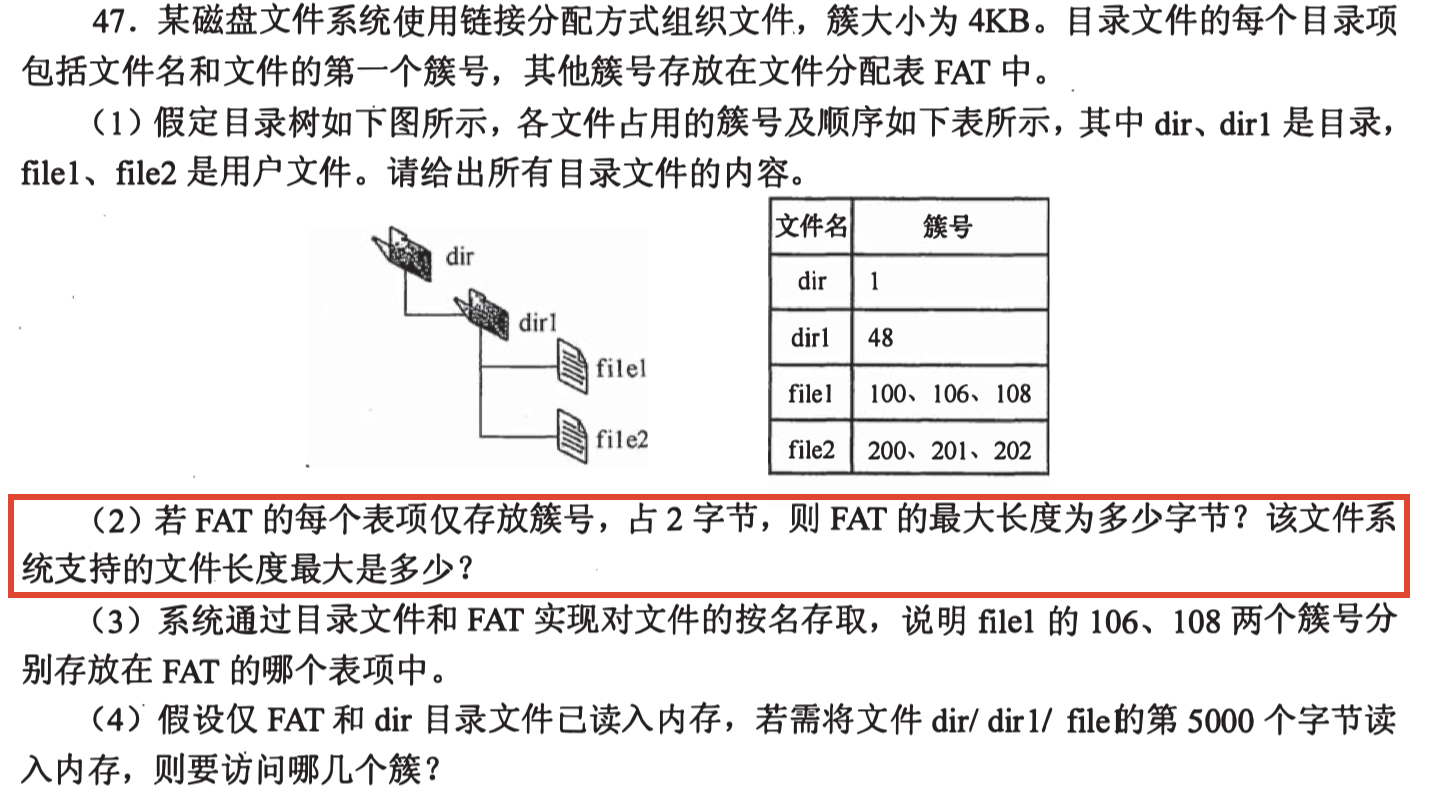 47．某磁盘文件系统使用链接分配方式组织文件，簇大小为 4KB。目录文件的每个目录项
包括文件名和文件的第一个簇号，其他簇号存放在文件分配表 FAT 中。
（1）假定目录树如下图所示，各文件占用的簇号及顺序如下表所示，其中 dir、dir1 是目录，
file1、file2 是用户文件。请给出所有目录文件的内容。
dir
dir1
file1
file2
文件名 簇号
dir 1
dir1 48
file1 100、106、108
file2 200、201、202
（2）若 FAT 的每个表项仅存放簇号，占 2 字节，则 FAT 的最大长度为多少字节？该文件系
统支持的文件长度最大是多少？
（3）系统通过目录文件和 FAT 实现对文件的按名存取，说明 file1 的 106、108 两个簇号分
别存放在 FAT 的哪个表项中。
（4）假设仅 FAT 和 dir 目录文件已读入内存，若需将文件 dir/ dir1/ file的第 5000 个字节读
入内存，则要访问哪几个簇？